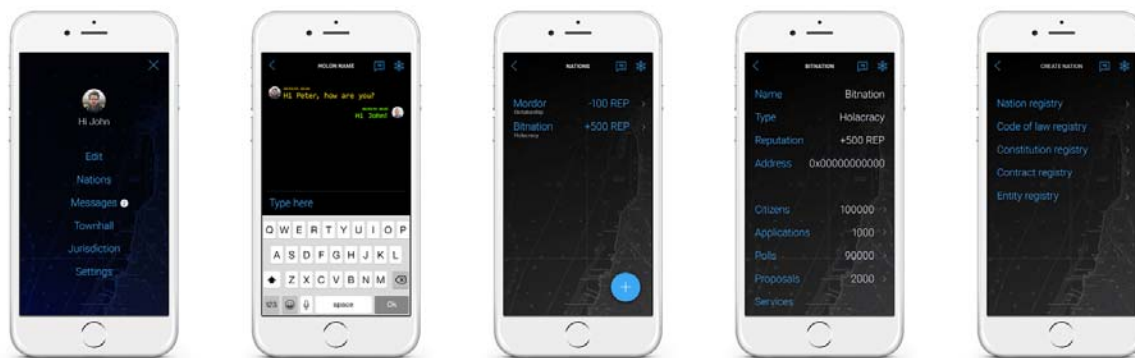 Hi John
Edit
Nations
Messages
Townhall
Jurisdiction
Settings
HOLON NAME
Hi Peter, how are you?
Hi John!
Type here
Q W E R T Y U I O P
A S D F G H J K L
Z X C V B N M
123 space Ok
NATIONS
Mordor -100 REP
Dictatorship
Bitnation +500 REP
Holacracy
+
BITNATION
Name Bitnation
Type Holacracy
Reputation +500 REP
Address 0x00000000000
Citizens 100000
Applications 1000
Polls 90000
Proposals 2000
Services
CREATE NATION
Nation registry
Code of law registry
Constitution registry
Contract registry
Entity registry